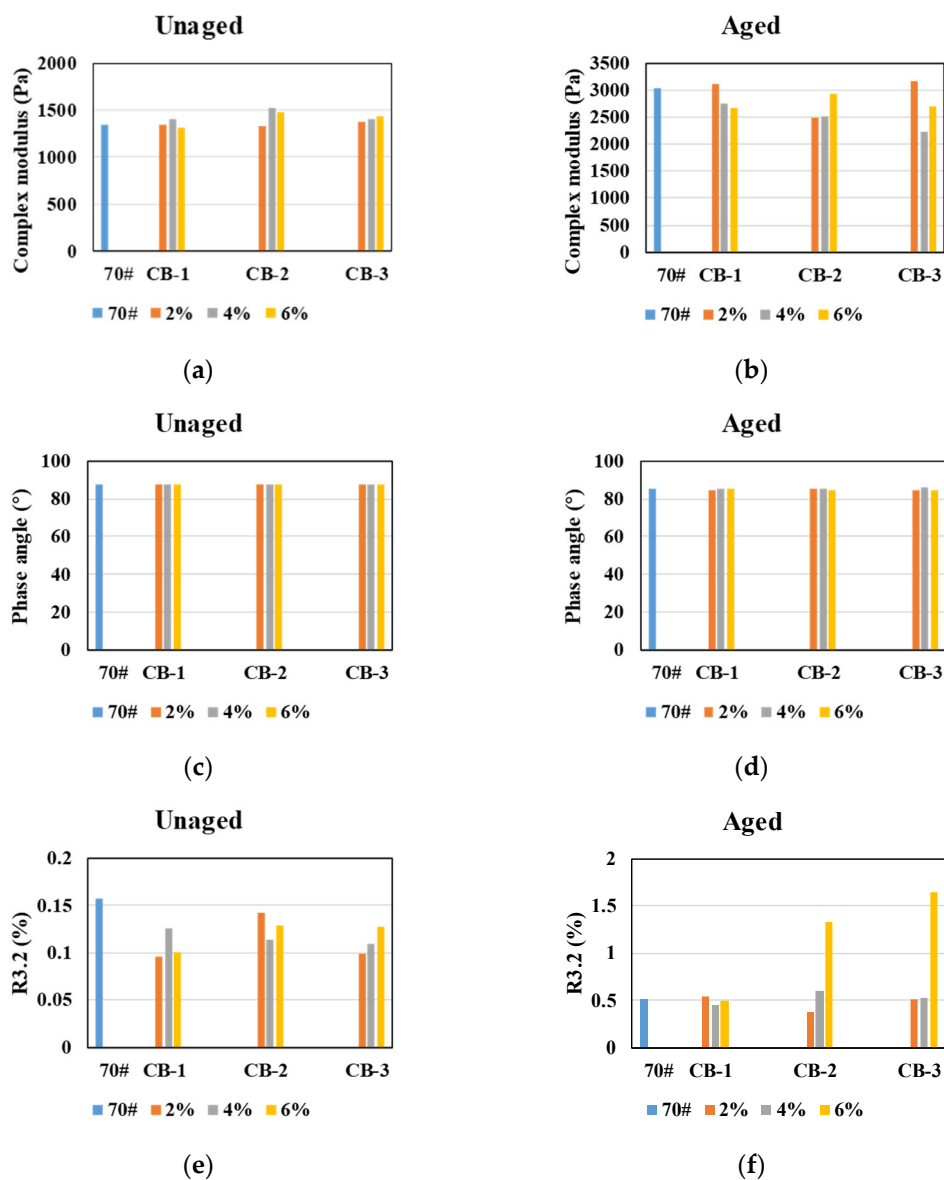 Unaged
Complex modulus (Pa)
2000
1500
1000
500
0
70# CB-1 CB-2 CB-3
70# 2% 4% 6%
(a)
Aged
Complex modulus (Pa)
3500
3000
2500
2000
1500
1000
500
0
70# CB-1 CB-2 CB-3
70# 2% 4% 6%
(b)
Unaged
Phase angle (°)
100
80
60
40
20
0
70# CB-1 CB-2 CB-3
70# 2% 4% 6%
(c)
Aged
Phase angle (°)
100
80
60
40
20
0
70# CB-1 CB-2 CB-3
70# 2% 4% 6%
(d)
Unaged
R3.2 (%)
0.2
0.15
0.1
0.05
0
70# CB-1 CB-2 CB-3
70# 2% 4% 6%
(e)
Aged
R3.2 (%)
2
1.5
1
0.5
0
70# CB-1 CB-2 CB-3
70# 2% 4% 6%
(f)